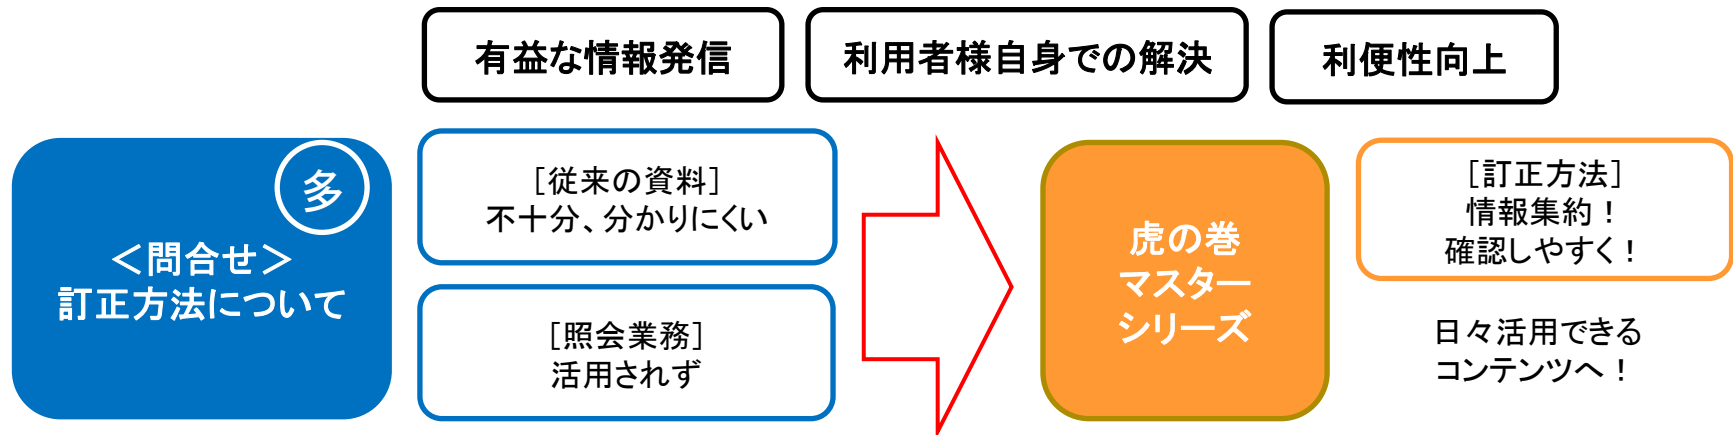 有益な情報発信
利用者様自身での解決
利便性向上
多
＜問合せ＞
訂正方法について
［従来の資料］
不十分、分かりにくい
［照会業務］
活用されず
虎の巻
マスター
シリーズ
［訂正方法］
情報集約！
確認しやすく！
日々活用できる
コンテンツへ！